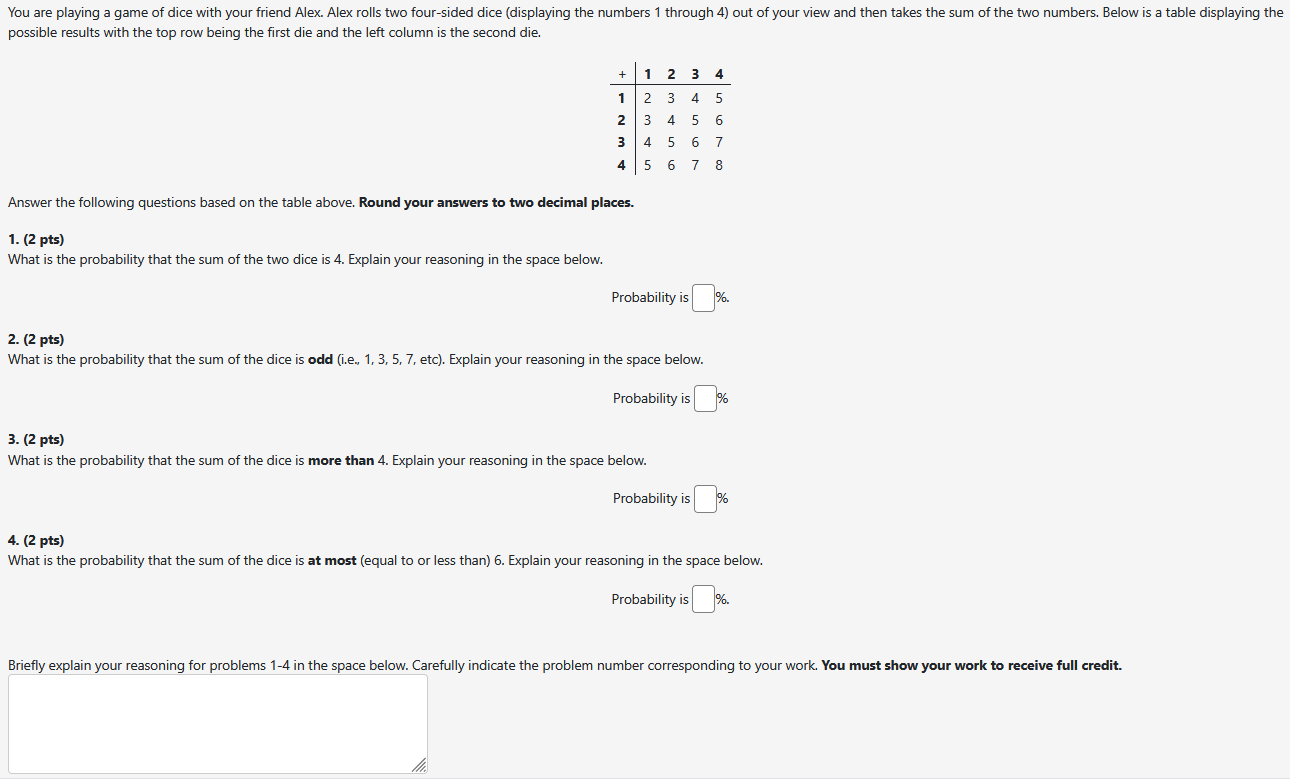 You are playing a game of dice with your friend Alex. Alex rolls two four-sided dice (displaying the numbers 1 through 4) out of your view and then takes the sum of the two numbers. Below is a table displaying the
possible results with the top row being the first die and the left column is the second die.
+ 1 2 3 4
1 2 3 4 5
2 3 4 5 6
3 4 5 6 7
4 5 6 7 8
Answer the following questions based on the table above. Round your answers to two decimal places.
1. (2 pts)
What is the probability that the sum of the two dice is 4. Explain your reasoning in the space below.
Probability is %.
2. (2 pts)
What is the probability that the sum of the dice is odd (i.e., 1, 3, 5, 7, etc). Explain your reasoning in the space below.
Probability is %
3. (2 pts)
What is the probability that the sum of the dice is more than 4. Explain your reasoning in the space below.
Probability is %
4. (2 pts)
What is the probability that the sum of the dice is at most (equal to or less than) 6. Explain your reasoning in the space below.
Probability is %.
Briefly explain your reasoning for problems 1-4 in the space below. Carefully indicate the problem number corresponding to your work. You must show your work to receive full credit.